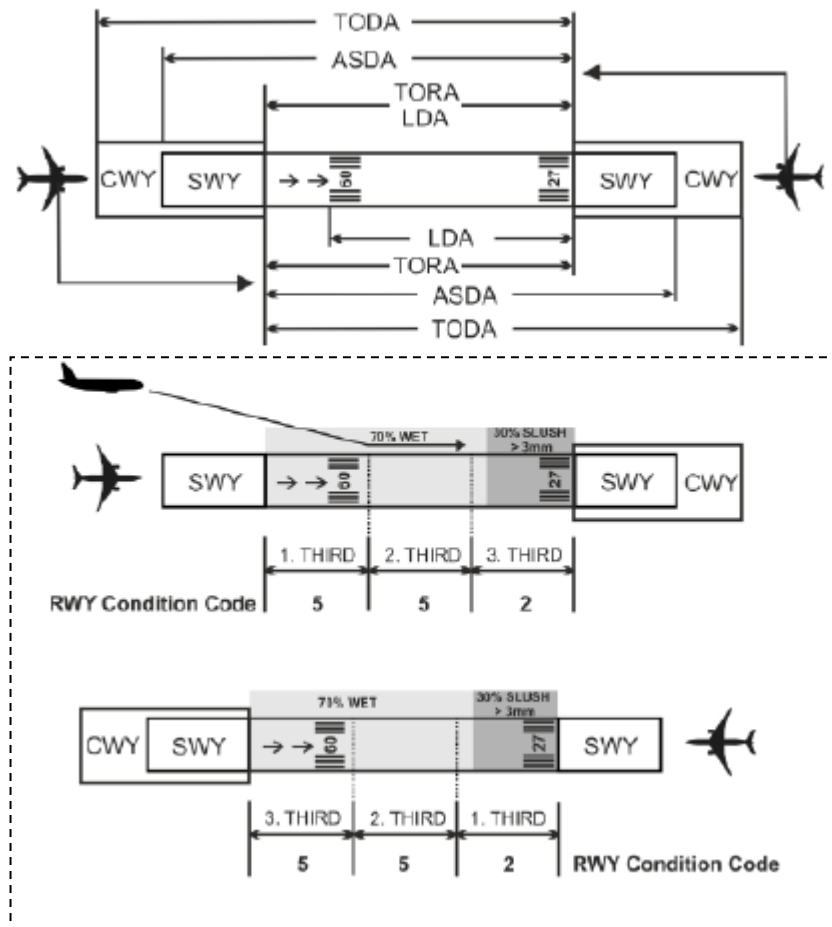 TODA
ASDA
TORA
LDA
CWY SWY 09 27 SWY CWY
LDA
TORA
ASDA
TODA
70% WET 30% SLUSH
> 3mm
SWY 09 27 SWY CWY
1. THIRD 2. THIRD 3. THIRD
RWY Condition Code 5 5 2
70% WET 30% SLUSH
> 3mm
CWY SWY 09 27 SWY
3. THIRD 2. THIRD 1. THIRD
5 5 2 RWY Condition Code